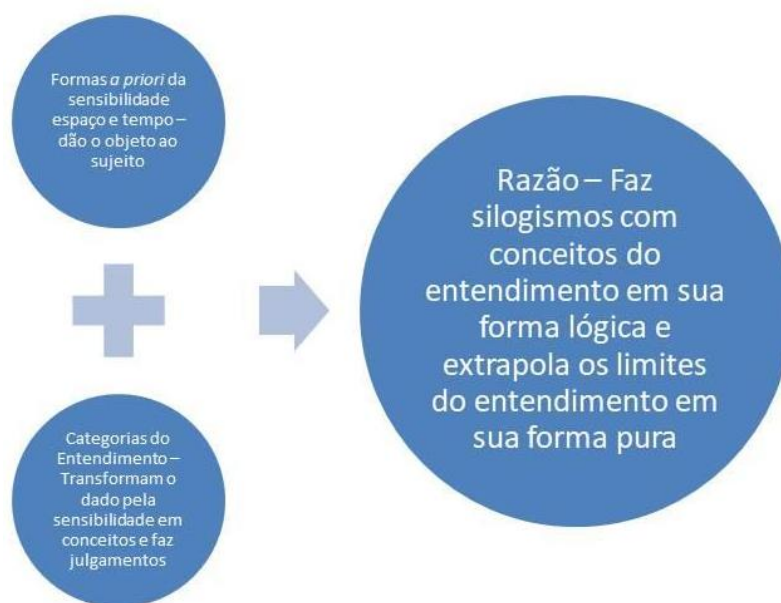 Formas a priori da
sensibilidade
espaço e tempo –
dão o objeto ao
sujeito
Categorias do
Entendimento –
Transformam o
dado pela
sensibilidade em
conceitos e faz
julgamentos
Razão – Faz
silogismos com
conceitos do
entendimento em sua
forma lógica e
extrapola os limites
do entendimento em
sua forma pura